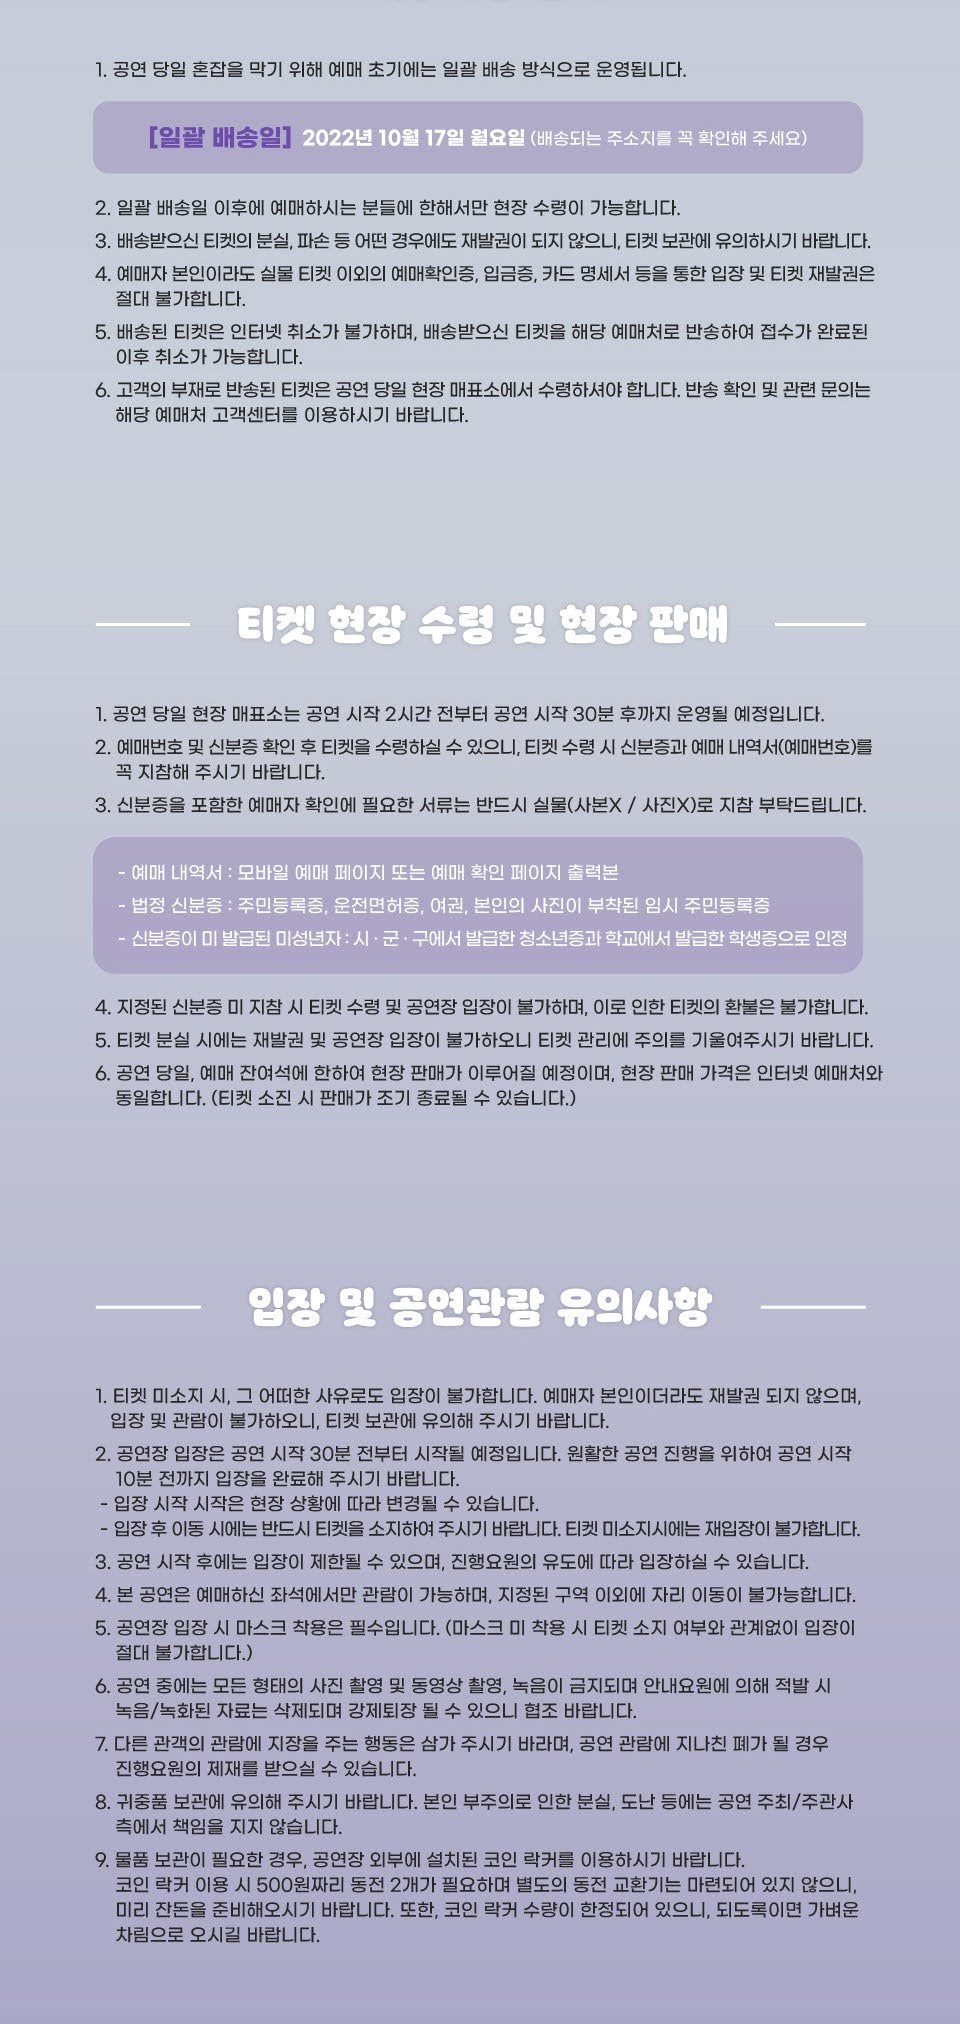 1. 공연 당일 혼잡을 막기 위해 예매 초기에는 일괄 배송 방식으로 운영됩니다.
[일괄 배송일] 2022년 10월 17일 월요일 (배송되는 주소지를 꼭 확인해 주세요)
2. 일괄 배송일 이후에 예매하시는 분들에 한해서만 현장 수령이 가능합니다.
3. 배송받으신 티켓의 분실, 파손 등 어떤 경우에도 재발권이 되지 않으니, 티켓 보관에 유의하시기 바랍니다.
4. 예매자 본인이라도 실물 티켓 이외의 예매확인증, 입금증, 카드 명세서 등을 통한 입장 및 티켓 재발권은
절대 불가합니다.
5. 배송된 티켓은 인터넷 취소가 불가하며, 배송받으신 티켓을 해당 예매처로 반송하여 접수가 완료된
이후 취소가 가능합니다.
6. 고객의 부재로 반송된 티켓은 공연 당일 현장 매표소에서 수령하셔야 합니다. 반송 확인 및 관련 문의는
해당 예매처 고객센터를 이용하시기 바랍니다.
티켓 현장 수령 및 현장 판매
1. 공연 당일 현장 매표소는 공연 시작 2시간 전부터 공연 시작 30분 후까지 운영될 예정입니다.
2. 예매번호 및 신분증 확인 후 티켓을 수령하실 수 있으니, 티켓 수령 시 신분증과 예매 내역서(예매번호)를
꼭 지참해 주시기 바랍니다.
3. 신분증을 포함한 예매자 확인에 필요한 서류는 반드시 실물(사본X / 사진X)로 지참 부탁드립니다.
- 예매 내역서 : 모바일 예매 페이지 또는 예매 확인 페이지 출력본
- 법정 신분증 : 주민등록증, 운전면허증, 여권, 본인의 사진이 부착된 임시 주민등록증
- 신분증이 미 발급된 미성년자 : 시 · 군 · 구에서 발급한 청소년증과 학교에서 발급한 학생증으로 인정
4. 지정된 신분증 미 지참 시 티켓 수령 및 공연장 입장이 불가하며, 이로 인한 티켓의 환불은 불가합니다.
5. 티켓 분실 시에는 재발권 및 공연장 입장이 불가하오니 티켓 관리에 주의를 기울여주시기 바랍니다.
6. 공연 당일, 예매 잔여석에 한하여 현장 판매가 이루어질 예정이며, 현장 판매 가격은 인터넷 예매처와
동일합니다. (티켓 소진 시 판매가 조기 종료될 수 있습니다.)
입장 및 공연관람 유의사항
1. 티켓 미소지 시, 그 어떠한 사유로도 입장이 불가합니다. 예매자 본인이더라도 재발권 되지 않으며,
입장 및 관람이 불가하오니, 티켓 보관에 유의해 주시기 바랍니다.
2. 공연장 입장은 공연 시작 30분 전부터 시작될 예정입니다. 원활한 공연 진행을 위하여 공연 시작
10분 전까지 입장을 완료해 주시기 바랍니다.
- 입장 시작 시작은 현장 상황에 따라 변경될 수 있습니다.
- 입장 후 이동 시에는 반드시 티켓을 소지하여 주시기 바랍니다. 티켓 미소지시에는 재입장이 불가합니다.
3. 공연 시작 후에는 입장이 제한될 수 있으며, 진행요원의 유도에 따라 입장하실 수 있습니다.
4. 본 공연은 예매하신 좌석에서만 관람이 가능하며, 지정된 구역 이외에 자리 이동이 불가능합니다.
5. 공연장 입장 시 마스크 착용은 필수입니다. (마스크 미 착용 시 티켓 소지 여부와 관계없이 입장이
절대 불가합니다.)
6. 공연 중에는 모든 형태의 사진 촬영 및 동영상 촬영, 녹음이 금지되며 안내요원에 의해 적발 시
녹음/녹화된 자료는 삭제되며 강제퇴장 될 수 있으니 협조 바랍니다.
7. 다른 관객의 관람에 지장을 주는 행동은 삼가 주시기 바라며, 공연 관람에 지나친 폐가 될 경우
진행요원의 제재를 받으실 수 있습니다.
8. 귀중품 보관에 유의해 주시기 바랍니다. 본인 부주의로 인한 분실, 도난 등에는 공연 주최/주관사
측에서 책임을 지지 않습니다.
9. 물품 보관이 필요한 경우, 공연장 외부에 설치된 코인 락커를 이용하시기 바랍니다.
코인 락커 이용 시 500원짜리 동전 2개가 필요하며 별도의 동전 교환기는 마련되어 있지 않으니,
미리 잔돈을 준비해오시기 바랍니다. 또한, 코인 락커 수량이 한정되어 있으니, 되도록이면 가벼운
차림으로 오시길 바랍니다.